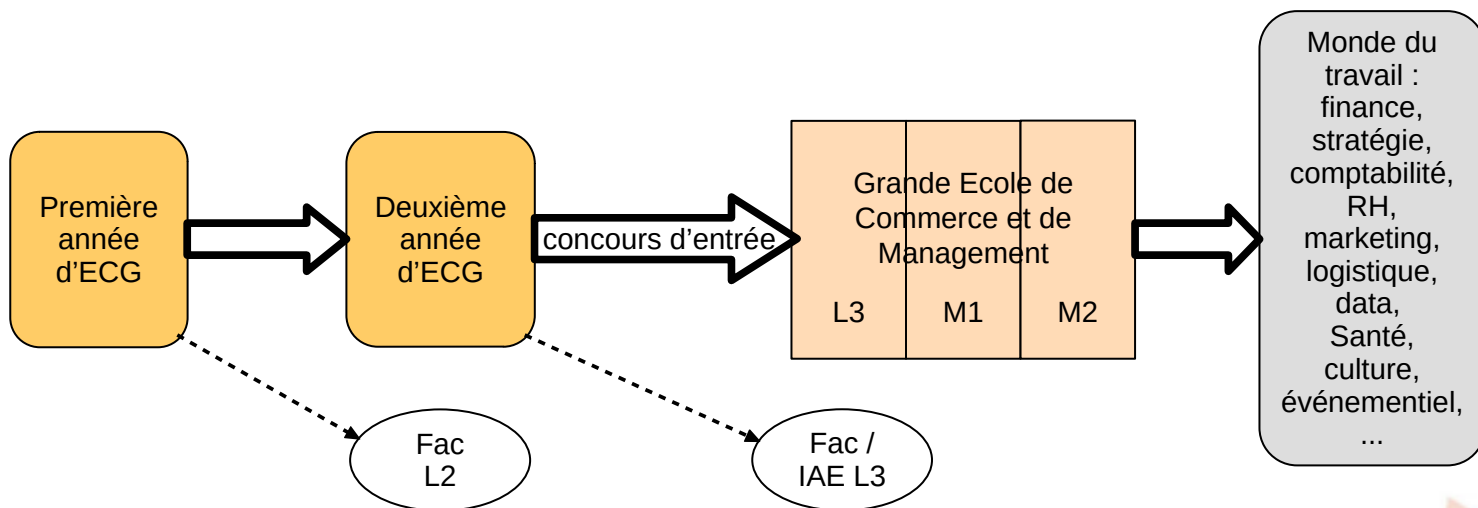 Première
année
d'ECG
Deuxième
année
d'ECG
concours d'entrée
Grande Ecole de
Commerce et de
Management
L3
M1
M2
Monde du
travail :
finance,
stratégie,
comptabilité,
RH,
marketing,
logistique,
data,
Santé,
culture,
événementiel,
...
Fac
L2
Fac /
IAE L3